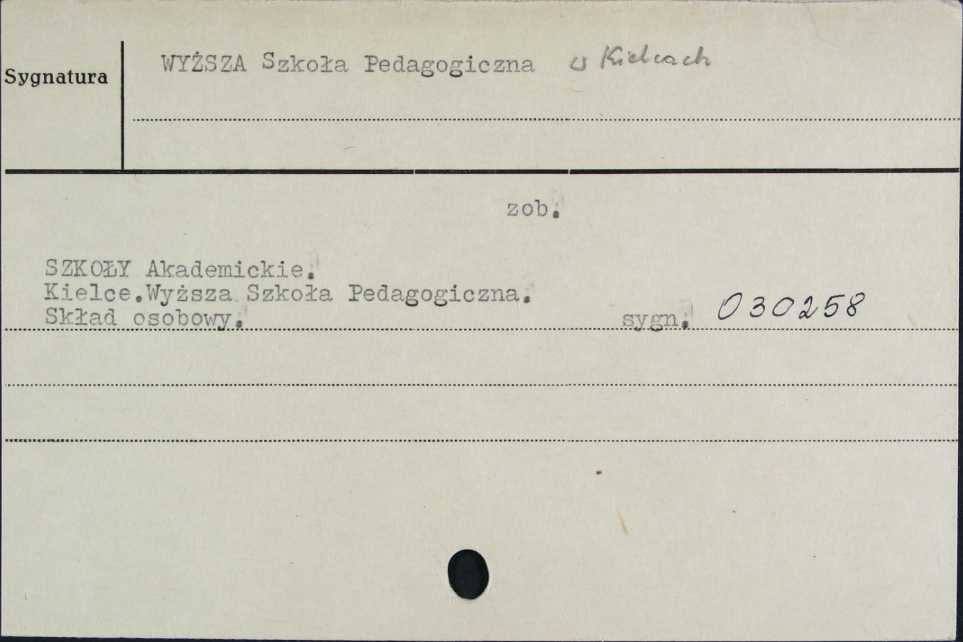 Sygnatura
WYŻSZA Szkoła Pedagogiczna w Kielcach
zob.
SZKOŁY Akademickie.
Kielce.Wyższa Szkoła Pedagogiczna.
Skład osobowy. sygn. 030258